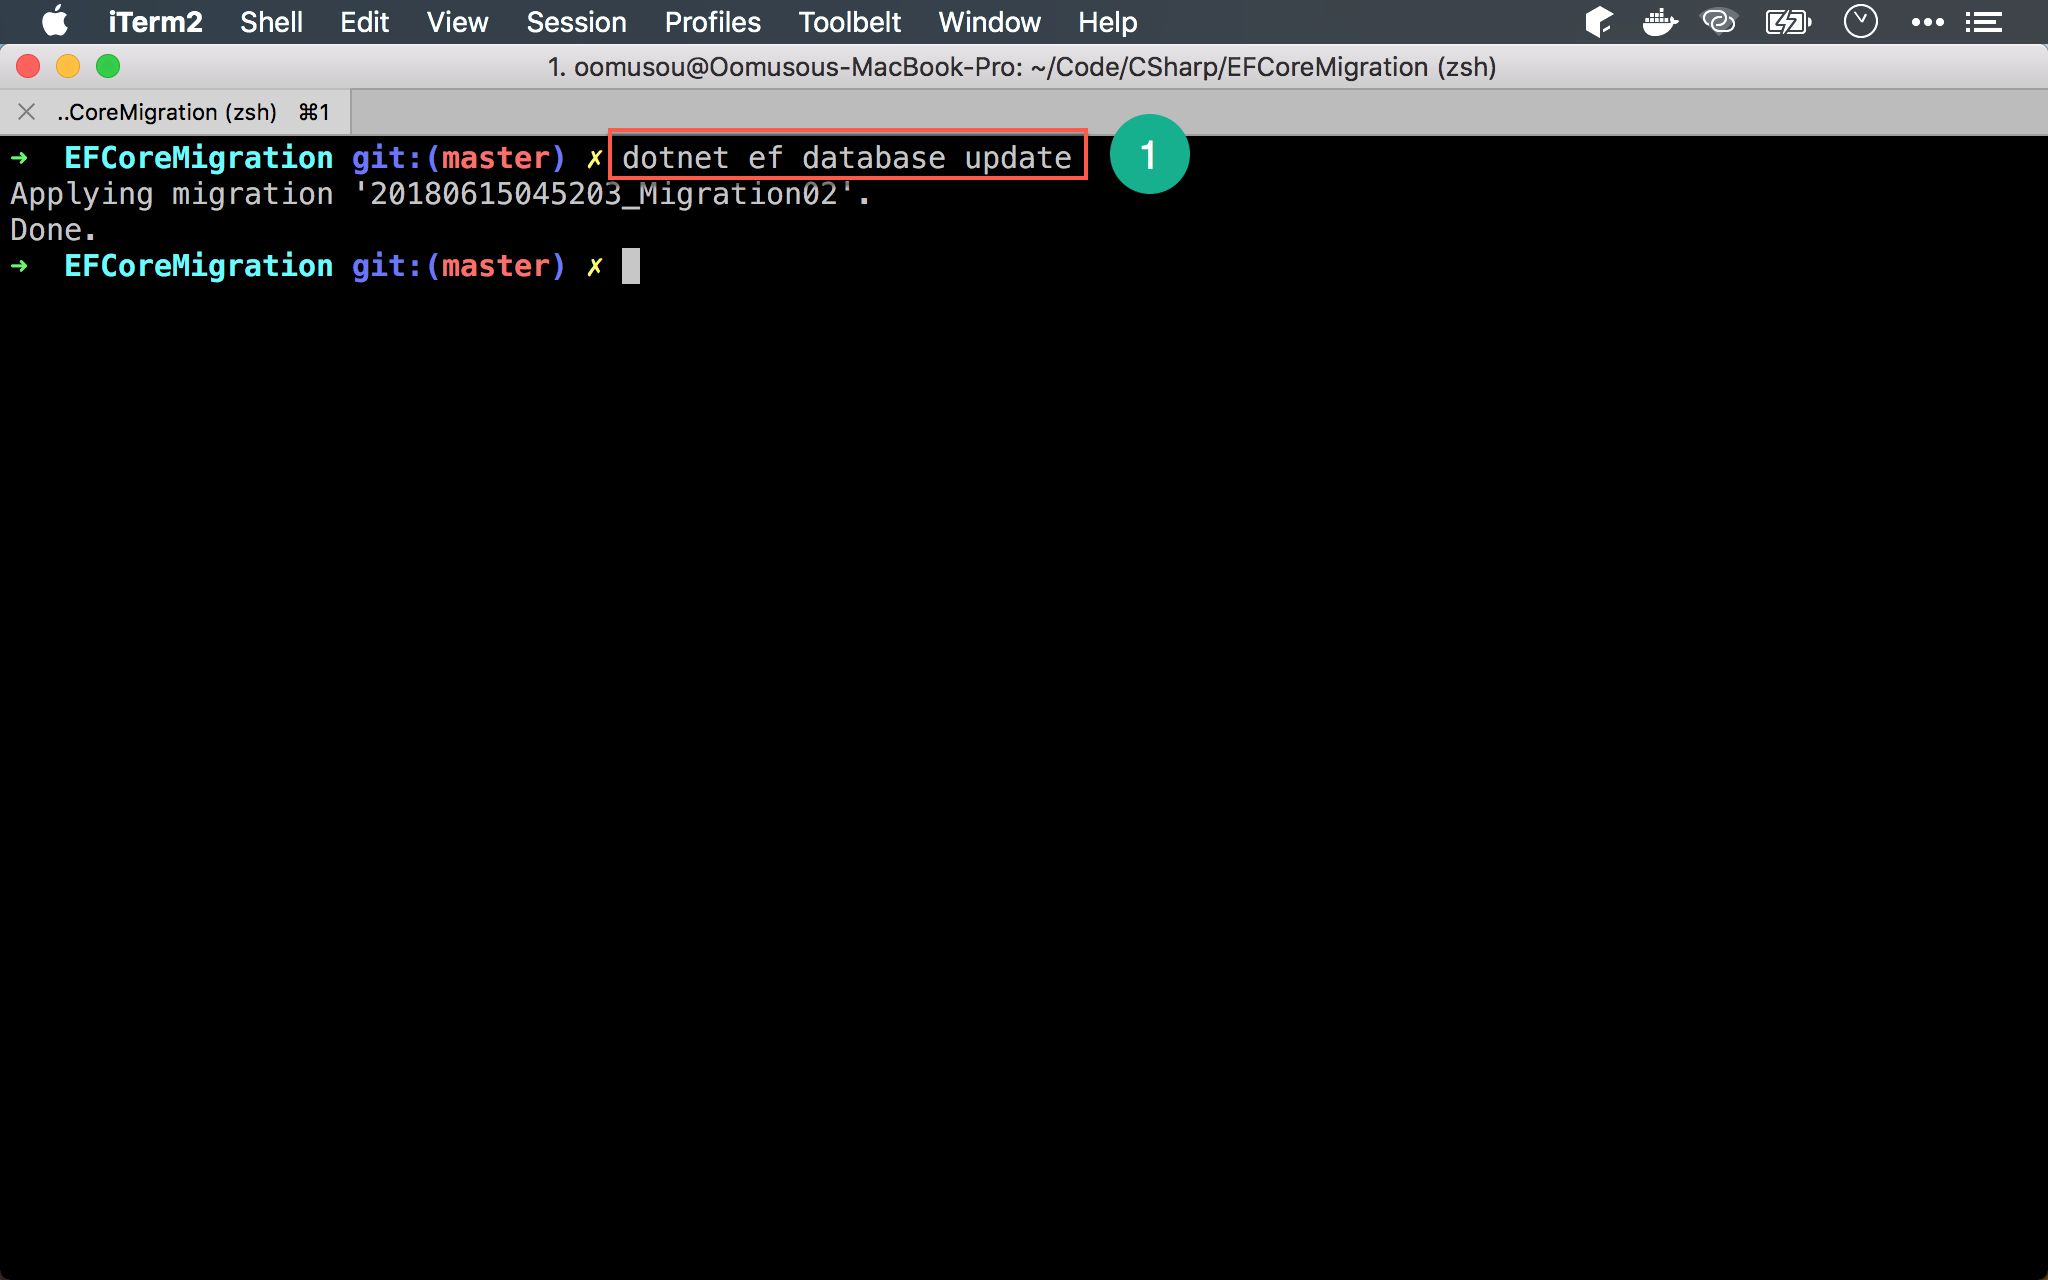 iTerm2 Shell Edit View Session Profiles Toolbelt Window Help
1. oomusou@Oomusous-MacBook-Pro: ~/Code/CSharp/EFCoreMigration (zsh)
..CoreMigration (zsh) ⌘1
➜ EFCoreMigration git:(master) ✗ dotnet ef database update 1
Applying migration '20180615045203_Migration02'.
Done.
➜ EFCoreMigration git:(master) ✗